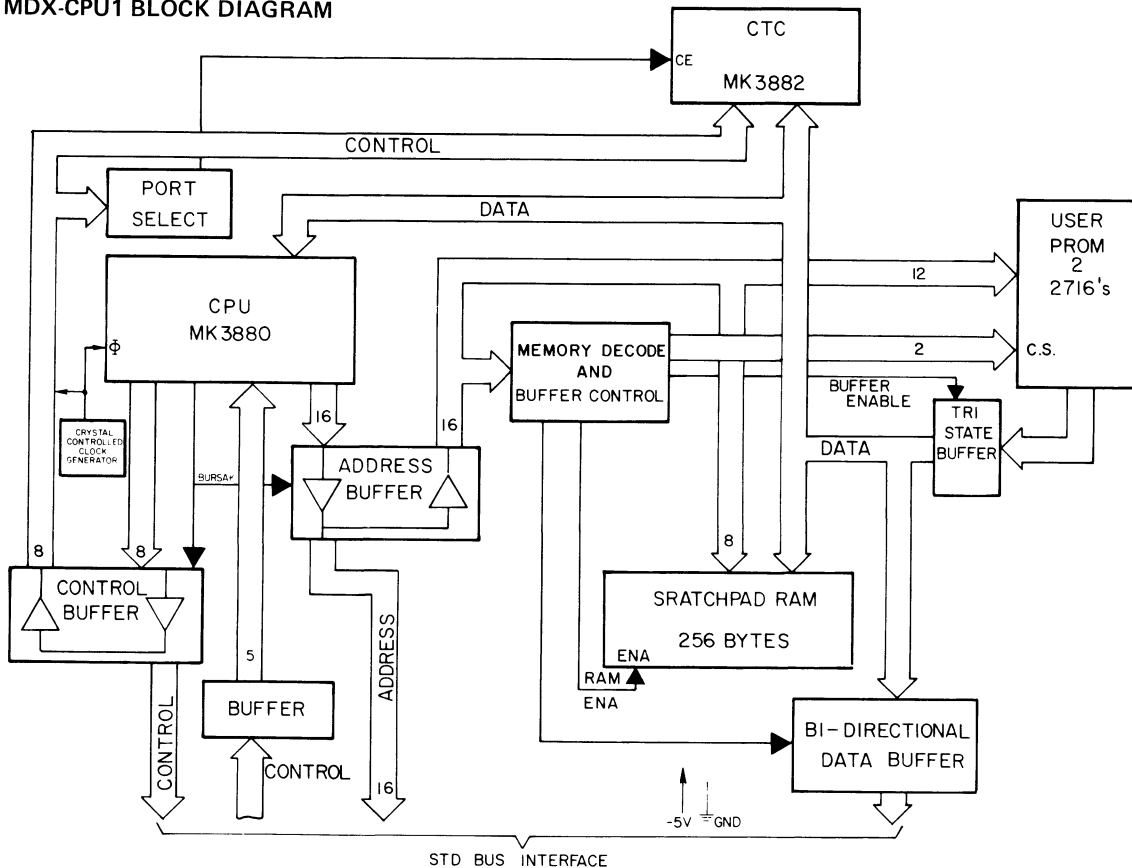 MDX-CPU1 BLOCK DIAGRAM
CTC
CE
MK3882
CONTROL
PORT
SELECT
DATA
USER
PROM
2
2716's
12
CPU
MK3880
Φ
MEMORY DECODE
AND
BUFFER CONTROL
2
C.S.
BUFFER
ENABLE
TRI
STATE
BUFFER
CRYSTAL
CONTROLLED
CLOCK
GENERATOR
16
16
DATA
BURSAK
ADDRESS
BUFFER
8
8
8
CONTROL
BUFFER
SRATCHPAD RAM
256 BYTES
ENA
RAM
ENA
5
ADDRESS
BUFFER
CONTROL
CONTROL
16
BI-DIRECTIONAL
DATA BUFFER
-5V
GND
STD BUS INTERFACE